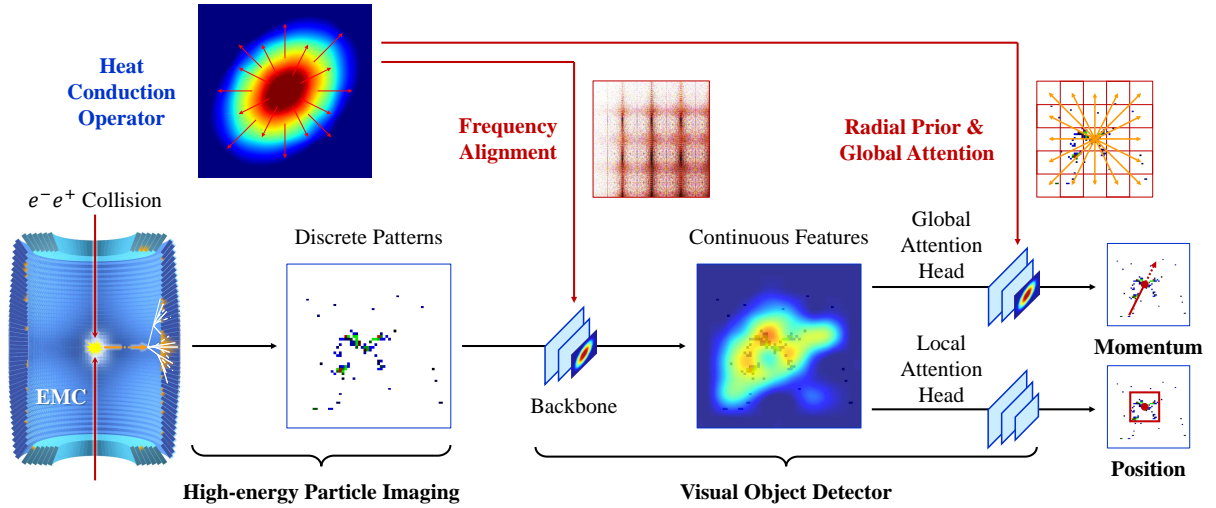 Heat
Conduction
Operator
Frequency
Alignment
Radial Prior &
Global Attention
e⁻e⁺ Collision
Discrete Patterns
Continuous Features
Global
Attention
Head
Momentum
EMC
Backbone
Local
Attention
Head
Position
High-energy Particle Imaging
Visual Object Detector